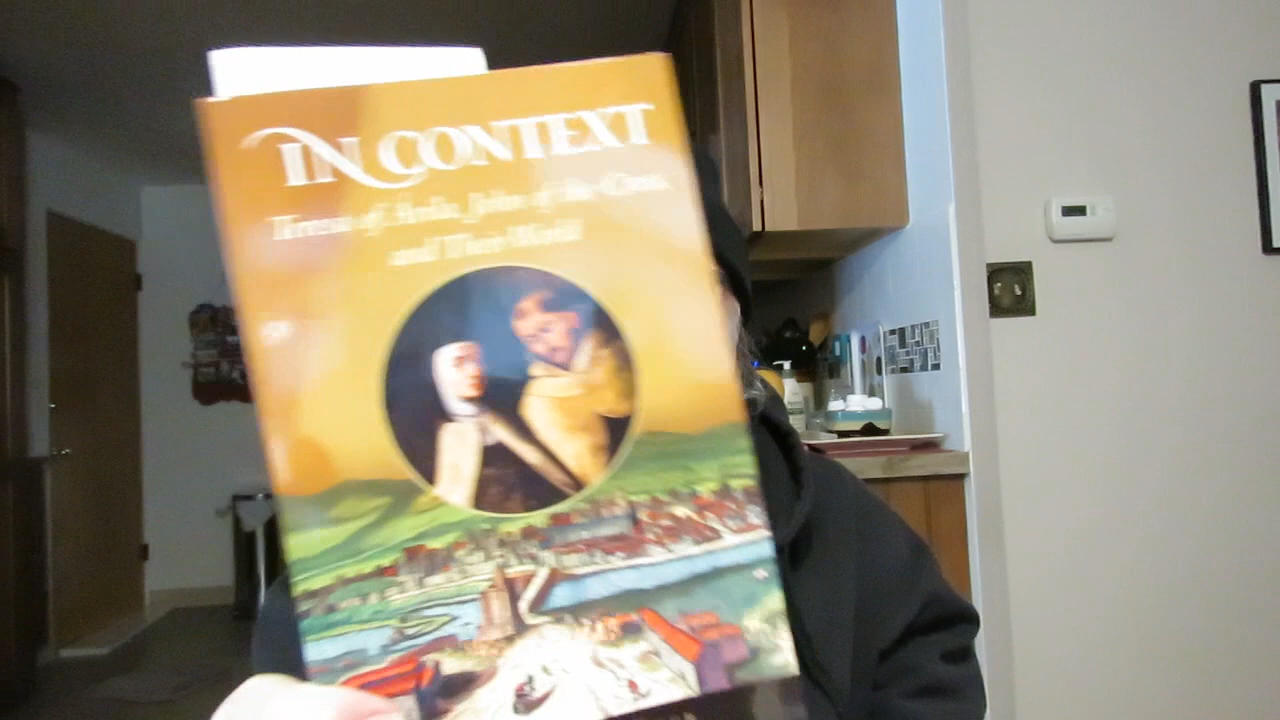 IN CONTEXT
Teresa of Avila, John of the Cross,
and Their World